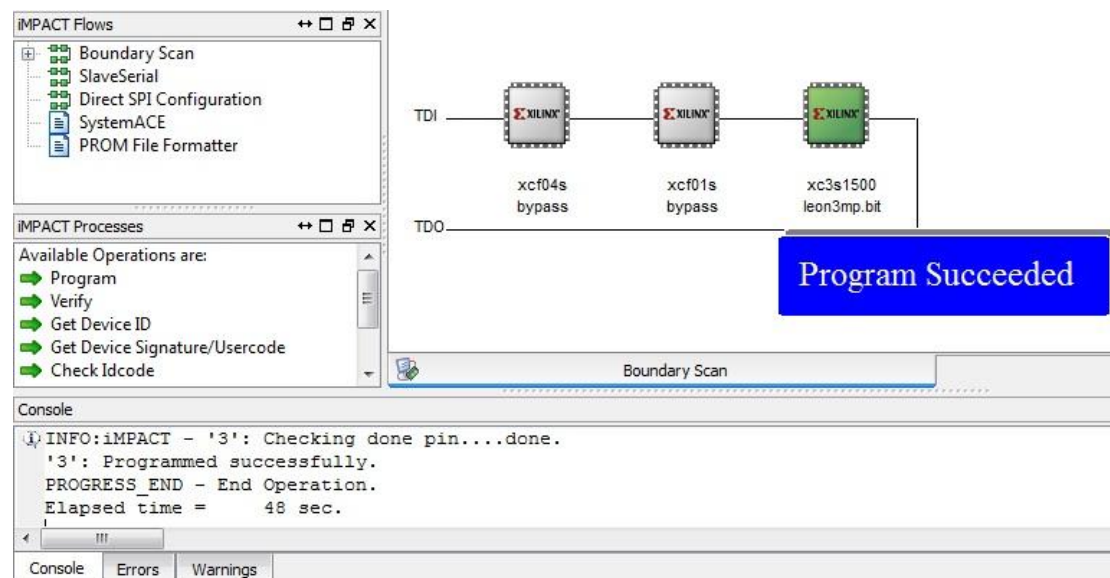 iMPACT Flows
Boundary Scan
SlaveSerial
Direct SPI Configuration
SystemACE
PROM File Formatter
iMPACT Processes
Available Operations are:
Program
Verify
Get Device ID
Get Device Signature/Usercode
Check Idcode
TDI
XILINX
XILINX
XILINX
xcf04s
bypass
xcf01s
bypass
xc3s1500
leon3mp.bit
TDO
Program Succeeded
Boundary Scan
Console
INFO:iMPACT - '3': Checking done pin....done.
'3': Programmed successfully.
PROGRESS_END - End Operation.
Elapsed time =     48 sec.
Console Errors Warnings